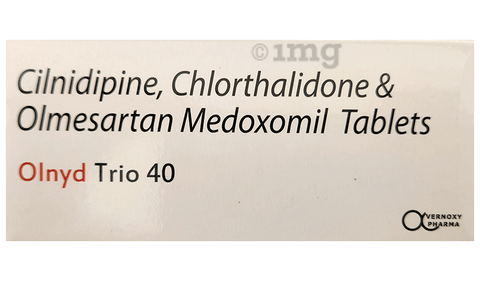 ©1mg
Cilnidipine, Chlorthalidone &
Olmesartan Medoxomil Tablets
Olnyd Trio 40
VERNOXY
PHARMA